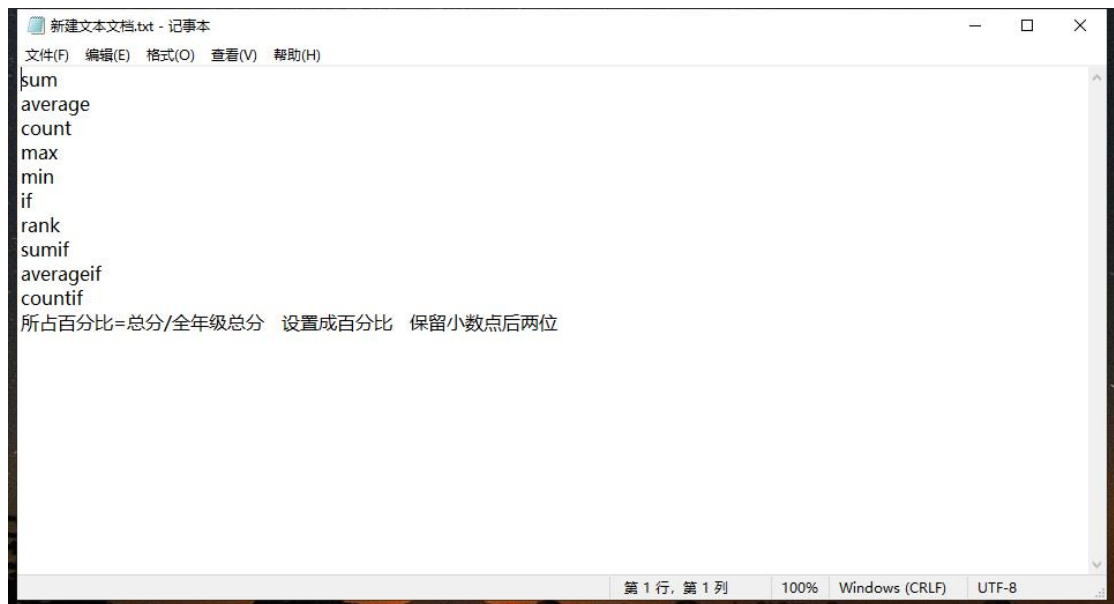 新建文本文档.txt - 记事本
文件(F) 编辑(E) 格式(O) 查看(V) 帮助(H)
sum
average
count
max
min
if
rank
sumif
averageif
countif
所占百分比=总分/全年级总分 设置成百分比 保留小数点后两位
第 1 行，第 1 列 100% Windows (CRLF) UTF-8